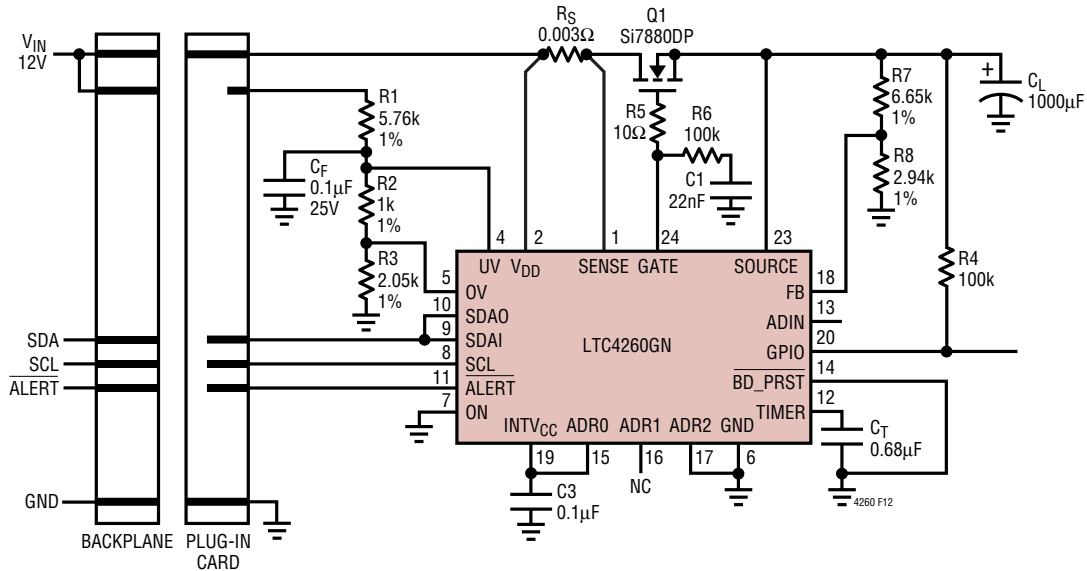 V_IN
12V
R_S
0.003Ω
Q1
Si7880DP
R1
5.76k
1%
C_F
0.1µF
25V
R2
1k
1%
R3
2.05k
1%
R5
10Ω
R6
100k
C1
22nF
R7
6.65k
1%
R8
2.94k
1%
+
C_L
1000µF
R4
100k
4
2
1
24
23
UV
V_DD
SENSE
GATE
SOURCE
5
OV
10
SDAO
9
SDAI
8
SCL
11
ALERT
7
ON
LTC4260GN
18
FB
13
ADIN
20
GPIO
14
BD_PRST
12
TIMER
INTV_CC
ADR0
ADR1
ADR2
GND
19
15
16
17
6
NC
C3
0.1µF
C_T
0.68µF
4260 F12
SDA
SCL
ALERT
GND
BACKPLANE
PLUG-IN
CARD